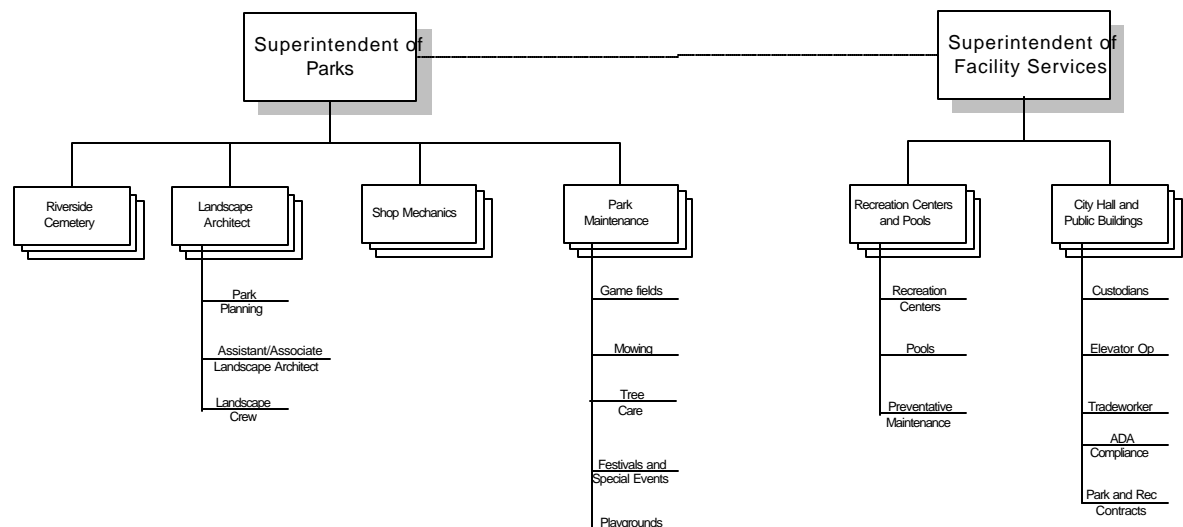 Superintendent of
Parks
Superintendent of
Facility Services
Riverside
Cemetery
Landscape
Architect
Shop Mechanics
Park
Maintenance
Recreation Centers
and Pools
City Hall and
Public Buildings
Park
Planning
Assistant/Associate
Landscape Architect
Landscape
Crew
Game fields
Mowing
Tree
Care
Festivals and
Special Events
Playgrounds
Recreation
Centers
Pools
Preventative
Maintenance
Custodians
Elevator Op
Tradeworker
ADA
Compliance
Park and Rec
Contracts